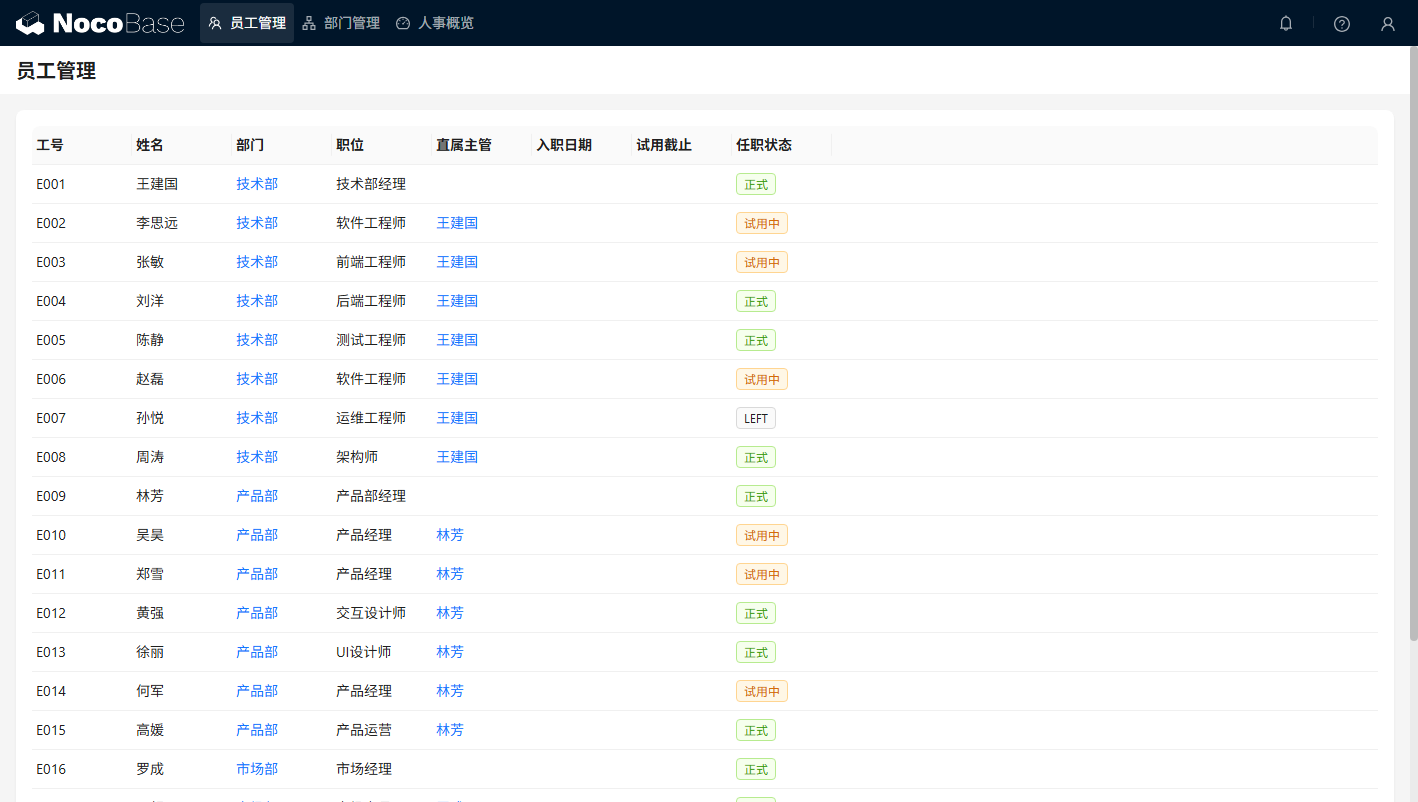 NocoBase 员工管理 部门管理 人事概览
员工管理
工号 姓名 部门 职位 直属主管 入职日期 试用截止 任职状态
E001 王建国 技术部 技术部经理 正式
E002 李思远 技术部 软件工程师 王建国 试用中
E003 张敏 技术部 前端工程师 王建国 试用中
E004 刘洋 技术部 后端工程师 王建国 正式
E005 陈静 技术部 测试工程师 王建国 正式
E006 赵磊 技术部 软件工程师 王建国 试用中
E007 孙悦 技术部 运维工程师 王建国 LEFT
E008 周涛 技术部 架构师 王建国 正式
E009 林芳 产品部 产品部经理 正式
E010 吴昊 产品部 产品经理 林芳 试用中
E011 郑雪 产品部 产品经理 林芳 试用中
E012 黄强 产品部 交互设计师 林芳 正式
E013 徐丽 产品部 UI设计师 林芳 正式
E014 何军 产品部 产品经理 林芳 试用中
E015 高媛 产品部 产品运营 林芳 正式
E016 罗成 市场部 市场经理 正式